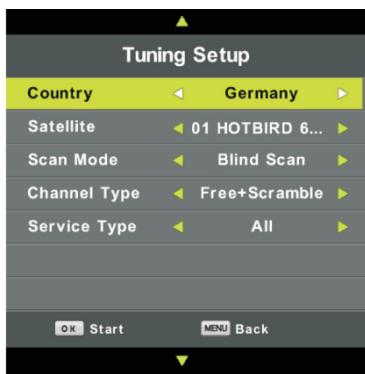 Tuning Setup
Country Germany
Satellite 01 HOTBIRD 6...
Scan Mode Blind Scan
Channel Type Free+Scramble
Service Type All
OK Start MENU Back